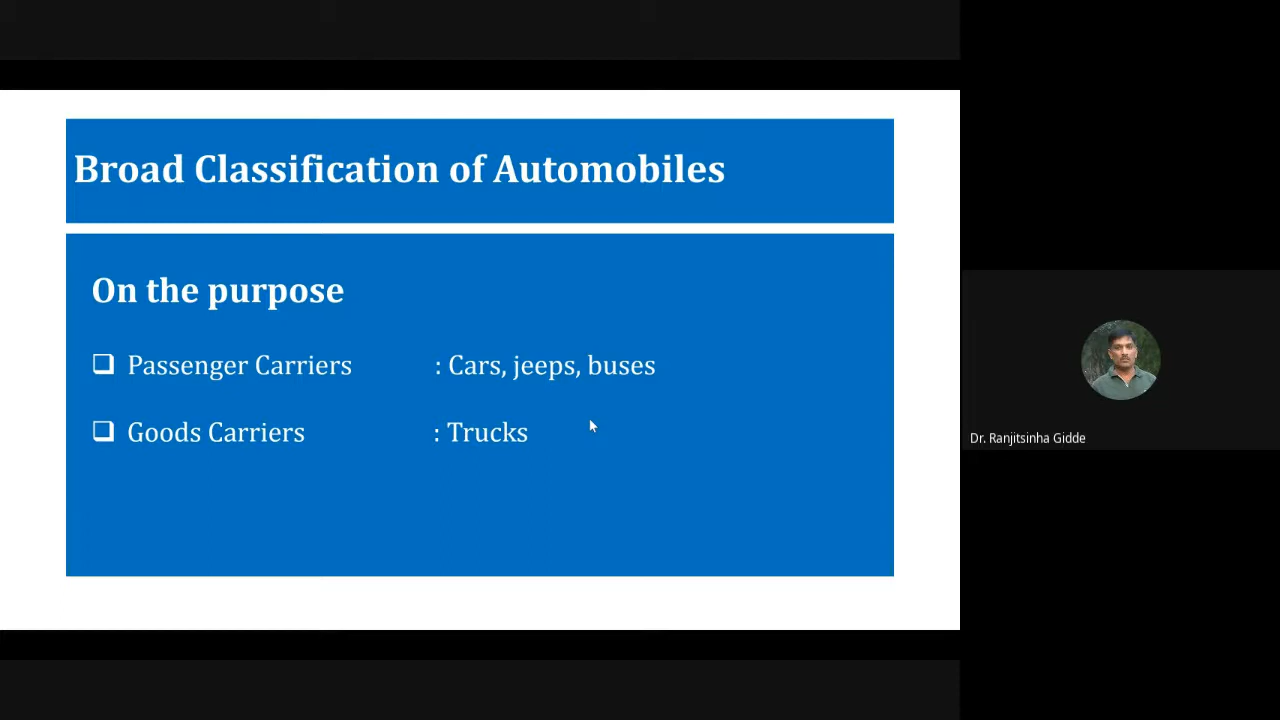 Broad Classification of Automobiles
On the purpose
Passenger Carriers : Cars, jeeps, buses
Goods Carriers : Trucks
Dr. Ranjitsinha Gidde